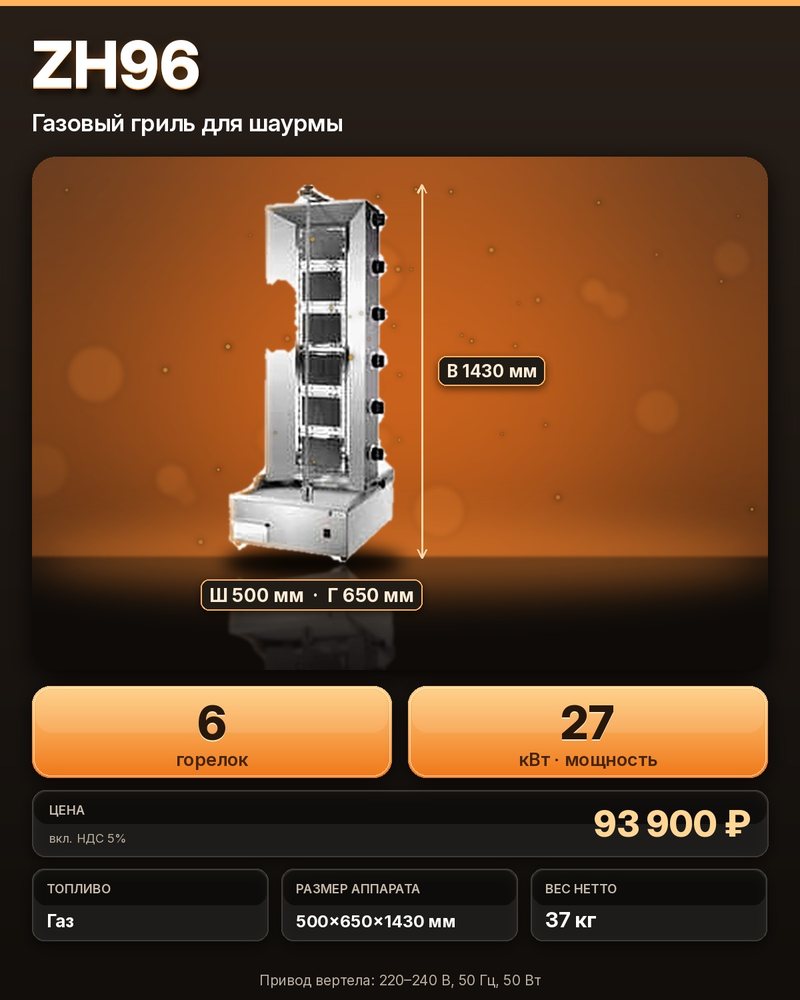 ZH96
Газовый гриль для шаурмы
В 1430 мм
Ш 500 мм · Г 650 мм
6
горелок
27
кВт · мощность
ЦЕНА
вкл. НДС 5%
93 900 ₽
ТОПЛИВО
Газ
РАЗМЕР АППАРАТА
500×650×1430 мм
ВЕС НЕТТО
37 кг
Привод вертела: 220–240 В, 50 Гц, 50 Вт